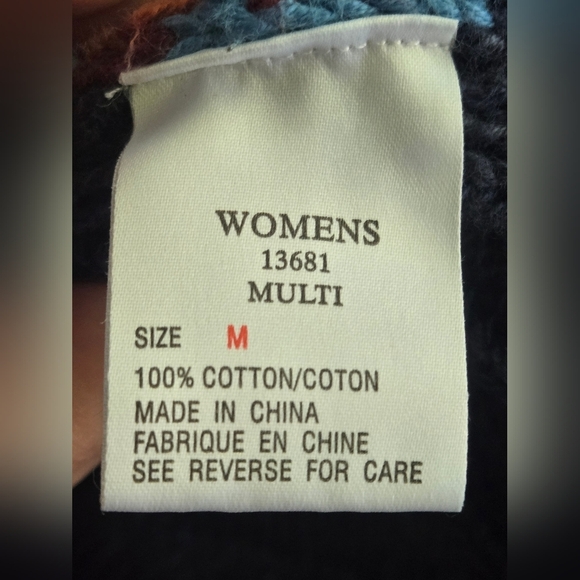 WOMENS
13681
MULTI
SIZE M
100% COTTON/COTON
MADE IN CHINA
FABRIQUE EN CHINE
SEE REVERSE FOR CARE